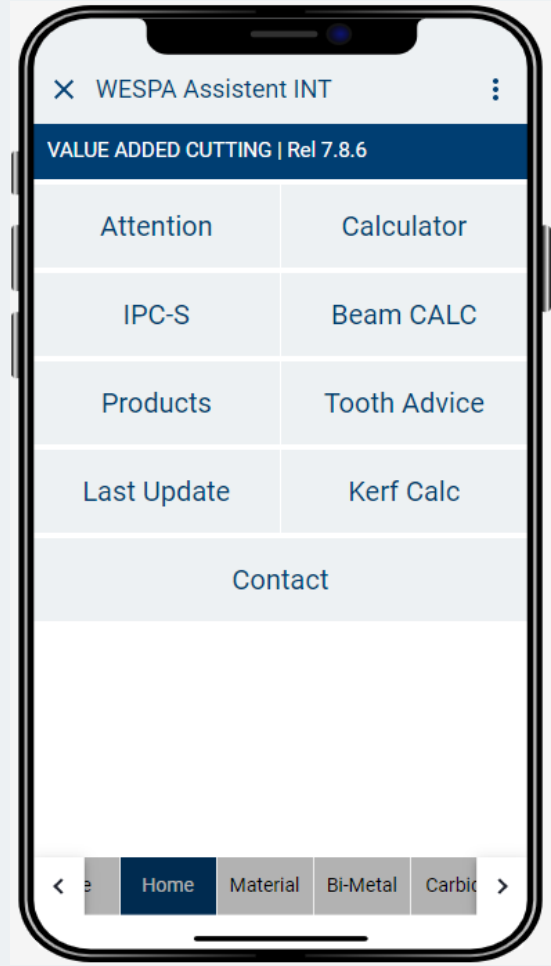 WESPA Assistent INT
VALUE ADDED CUTTING | Rel 7.8.6
Attention
Calculator
IPC-S
Beam CALC
Products
Tooth Advice
Last Update
Kerf Calc
Contact
Home
Material
Bi-Metal